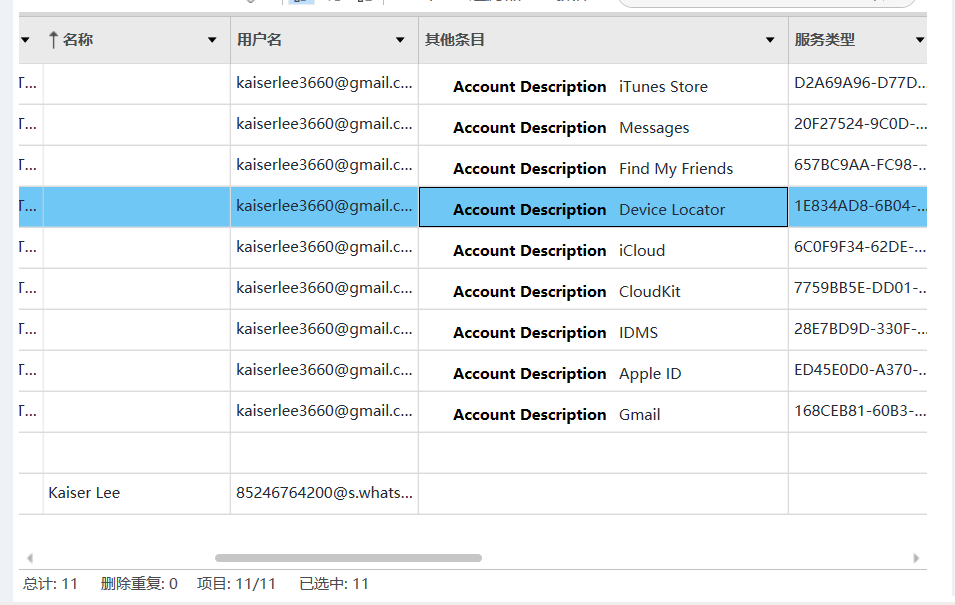 名称 用户名 其他条目 服务类型
T... kaiserlee3660@gmail.c... Account Description iTunes Store D2A69A96-D77D...
T... kaiserlee3660@gmail.c... Account Description Messages 20F27524-9C0D-...
T... kaiserlee3660@gmail.c... Account Description Find My Friends 657BC9AA-FC98-..
T... kaiserlee3660@gmail.c... Account Description Device Locator 1E834AD8-6B04-..
T... kaiserlee3660@gmail.c... Account Description iCloud 6C0F9F34-62DE-...
T... kaiserlee3660@gmail.c... Account Description CloudKit 7759BB5E-DD01-..
T... kaiserlee3660@gmail.c... Account Description IDMS 28E7BD9D-330F-...
T... kaiserlee3660@gmail.c... Account Description Apple ID ED45E0D0-A370-..
T... kaiserlee3660@gmail.c... Account Description Gmail 168CEB81-60B3-...
Kaiser Lee 85246764200@s.whats...
总计: 11 删除重复: 0 项目: 11/11 已选中: 11